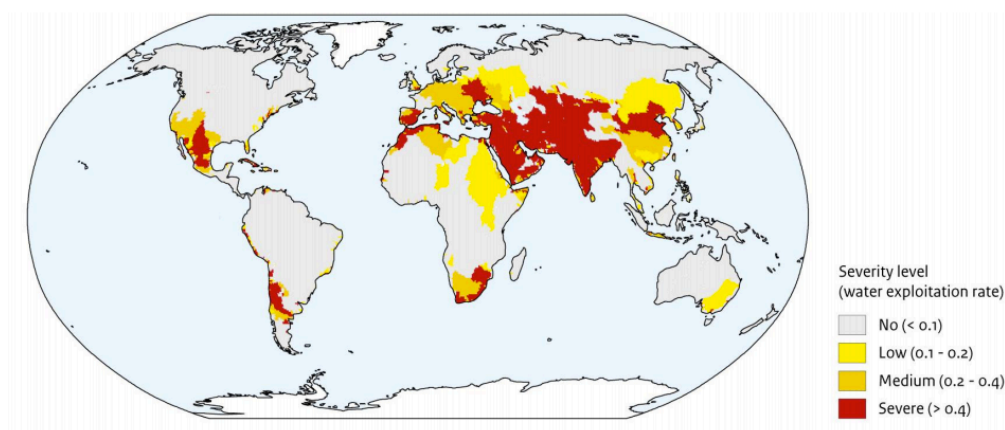 Severity level
(water exploitation rate)
No (< 0.1)
Low (0.1 - 0.2)
Medium (0.2 - 0.4)
Severe (> 0.4)